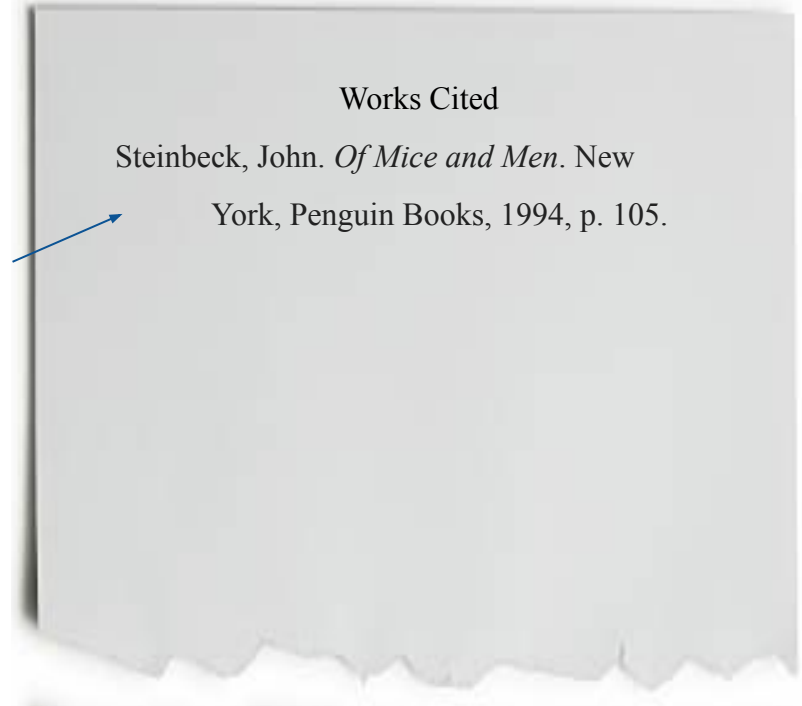 Works Cited
Steinbeck, John. Of Mice and Men. New
York, Penguin Books, 1994, p. 105.